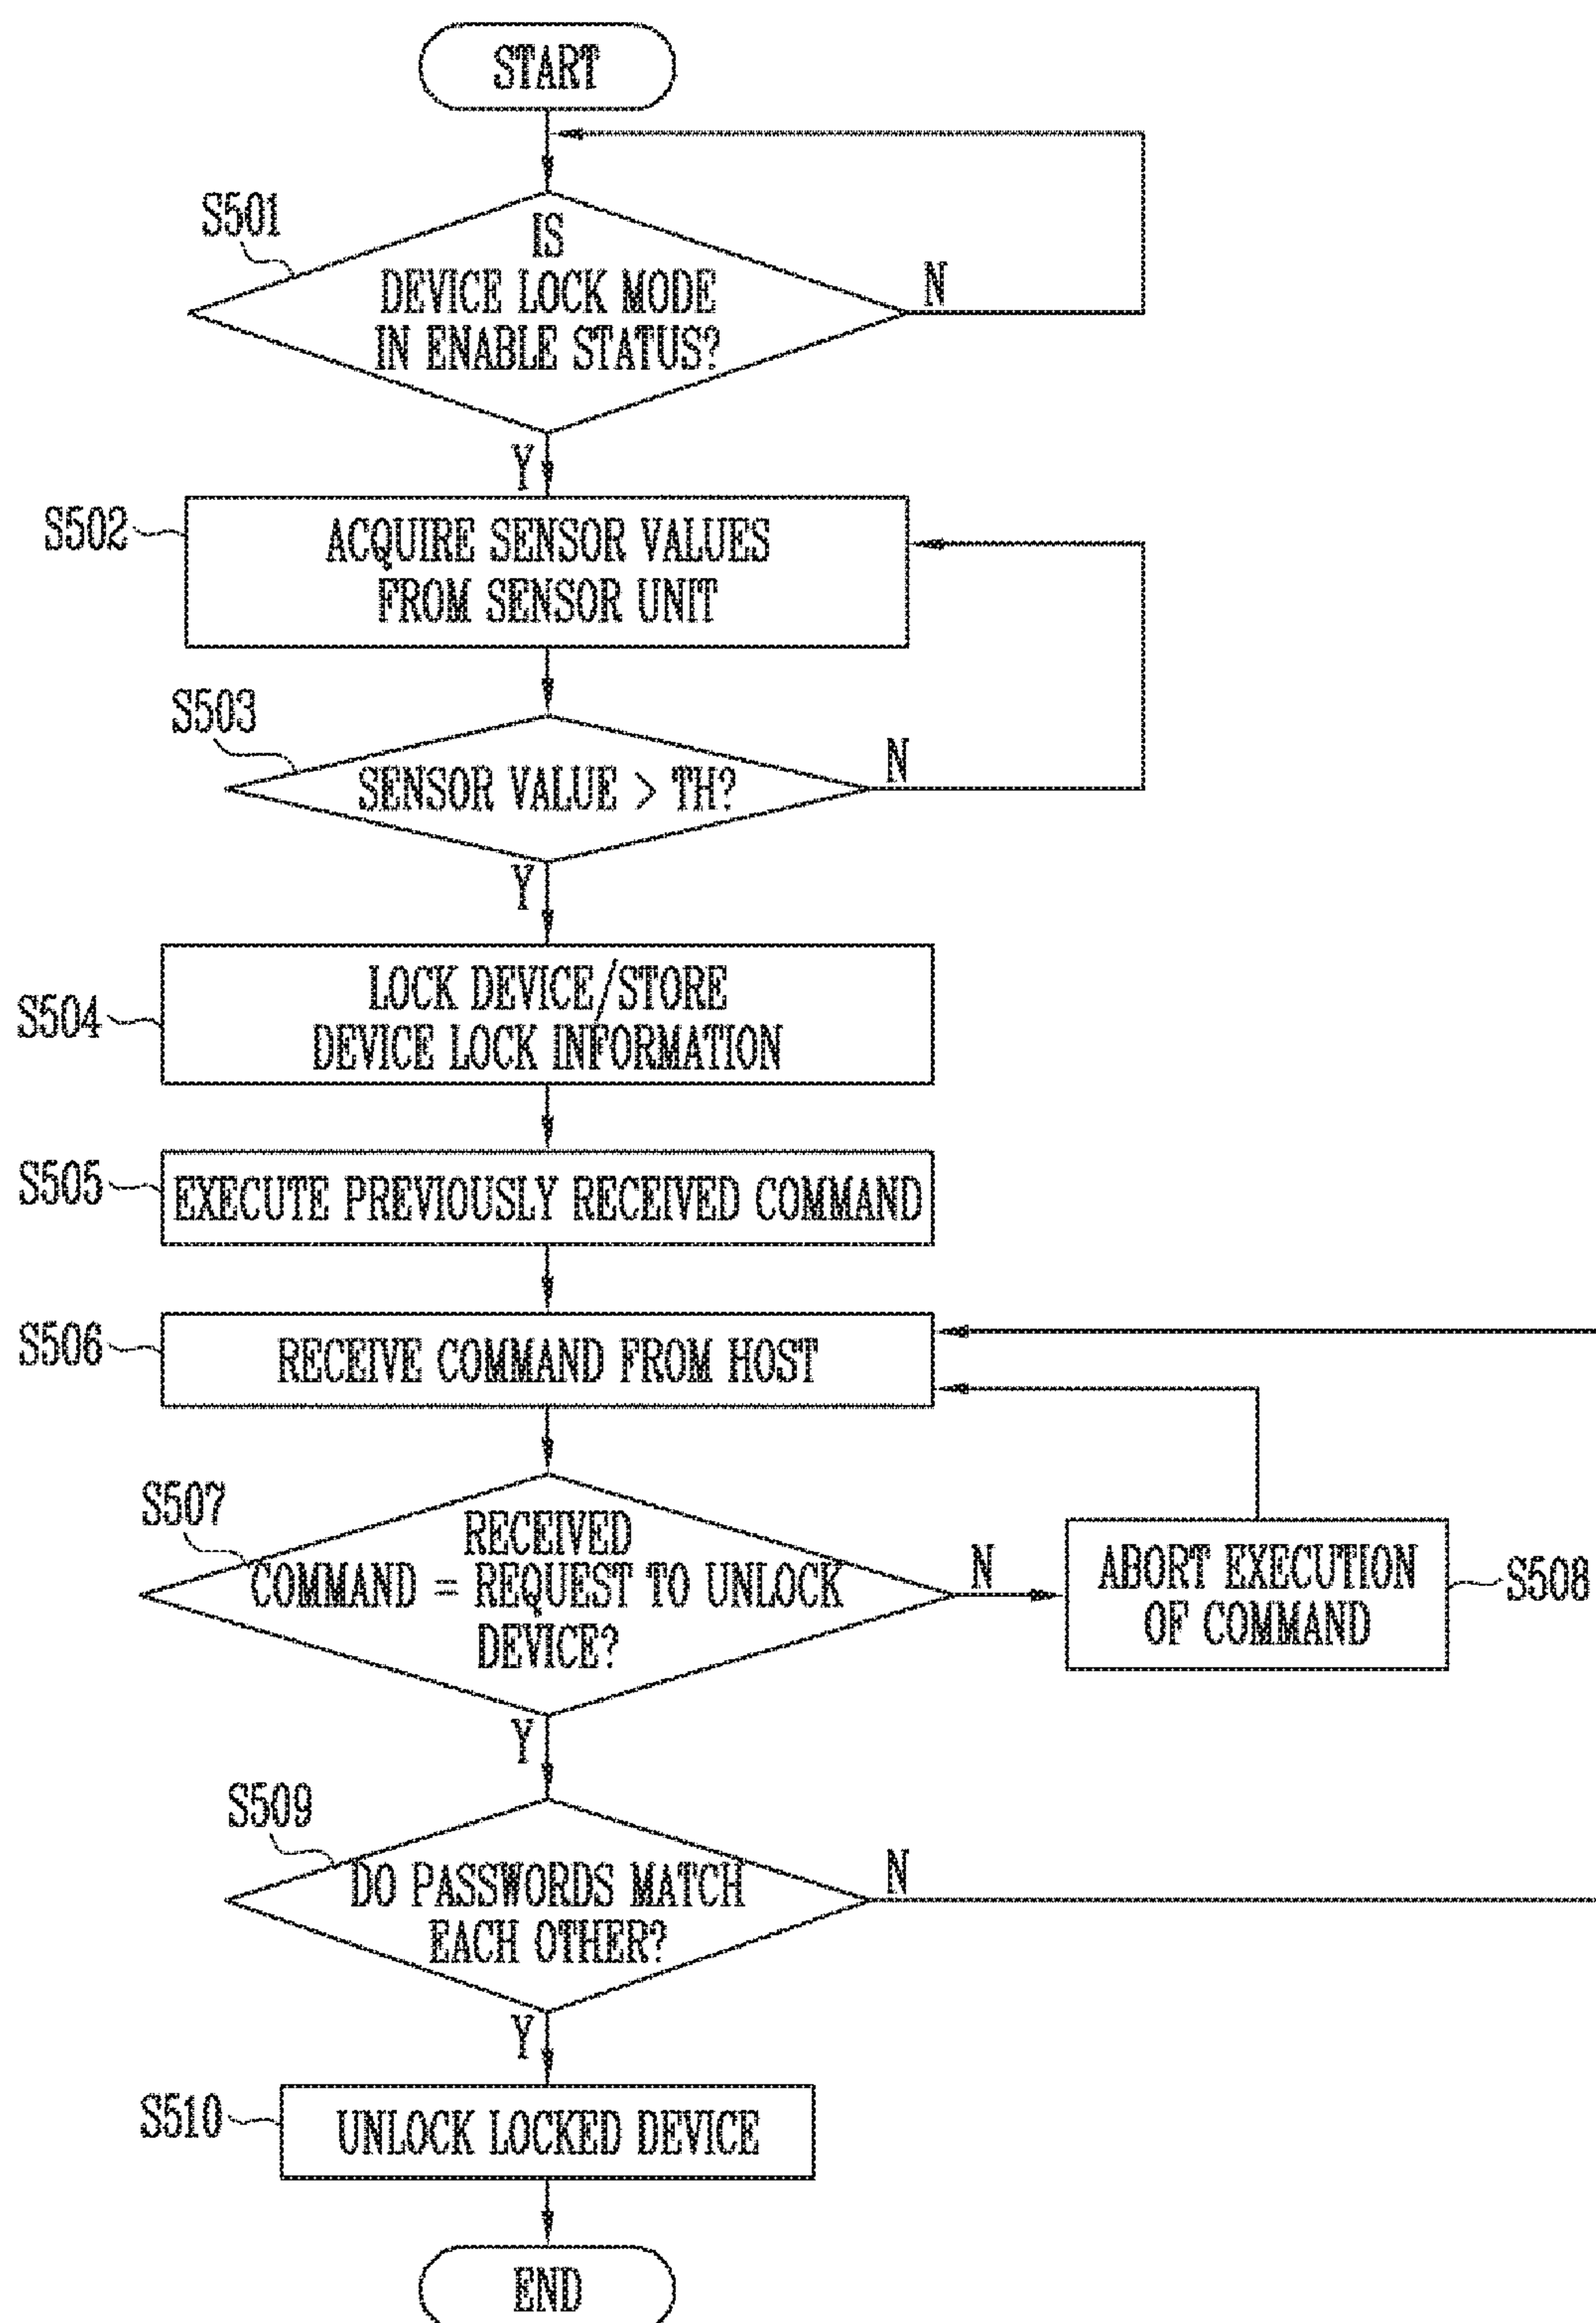 START
S501
IS
DEVICE LOCK MODE
IN ENABLE STATUS?
N
Y
S502
ACQUIRE SENSOR VALUES
FROM SENSOR UNIT
S503
SENSOR VALUE > TH?
N
Y
S504
LOCK DEVICE/STORE
DEVICE LOCK INFORMATION
S505
EXECUTE PREVIOUSLY RECEIVED COMMAND
S506
RECEIVE COMMAND FROM HOST
S507
RECEIVED
COMMAND = REQUEST TO UNLOCK
DEVICE?
N
ABORT EXECUTION
OF COMMAND
S508
Y
S509
DO PASSWORDS MATCH
EACH OTHER?
N
Y
S510
UNLOCK LOCKED DEVICE
END